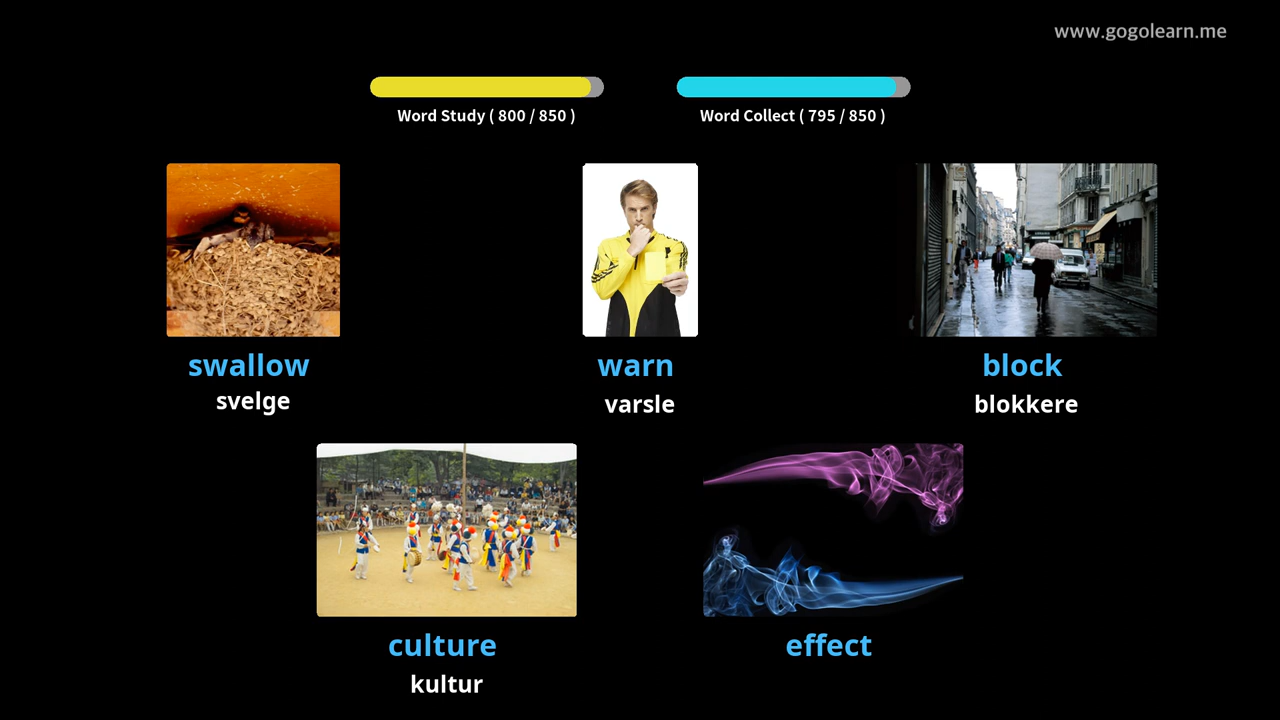 www.gogolearn.me
Word Study ( 800 / 850 )
Word Collect ( 795 / 850 )
swallow
svelge
warn
varsle
block
blokkere
culture
kultur
effect